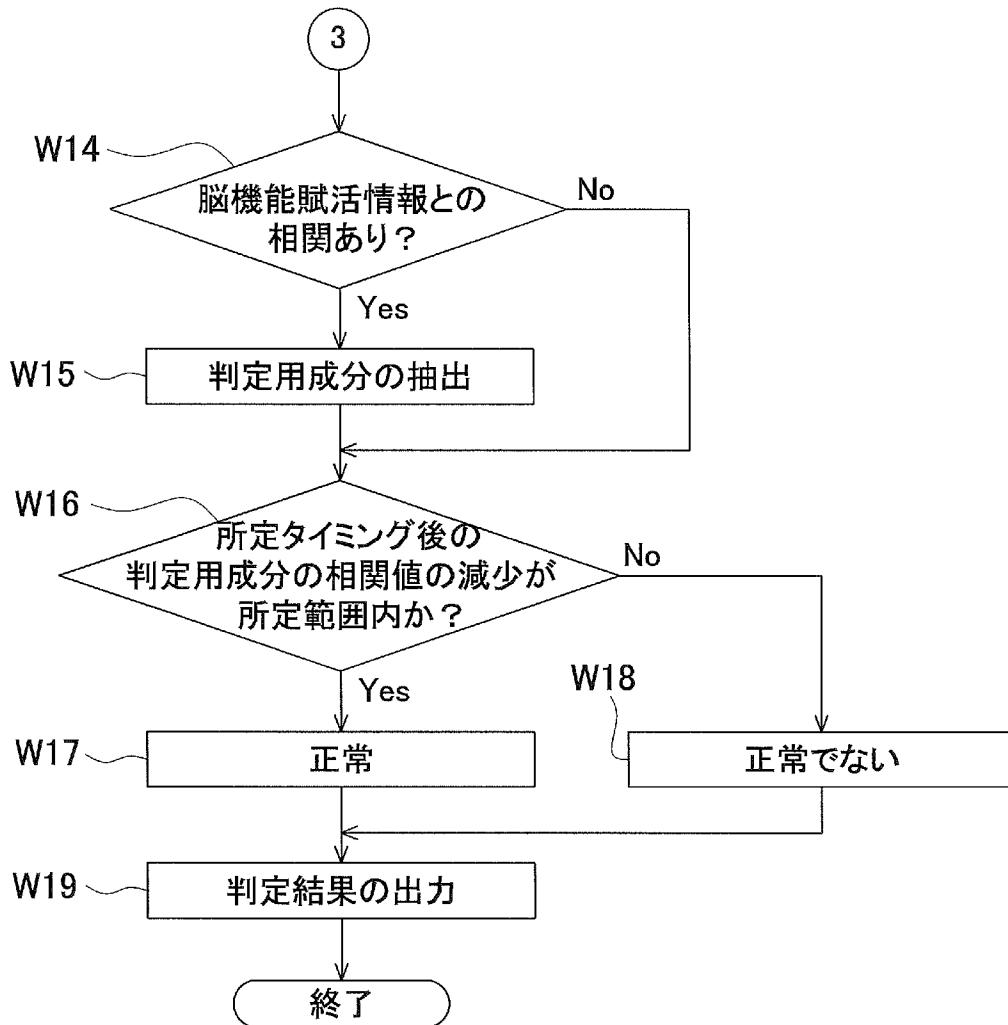 3
W14
脳機能賦活情報との
相関あり？
No
Yes
W15
判定用成分の抽出
W16
所定タイミング後の
判定用成分の相関値の減少が
所定範囲内か？
No
Yes
W17
正常
W18
正常でない
W19
判定結果の出力
終了